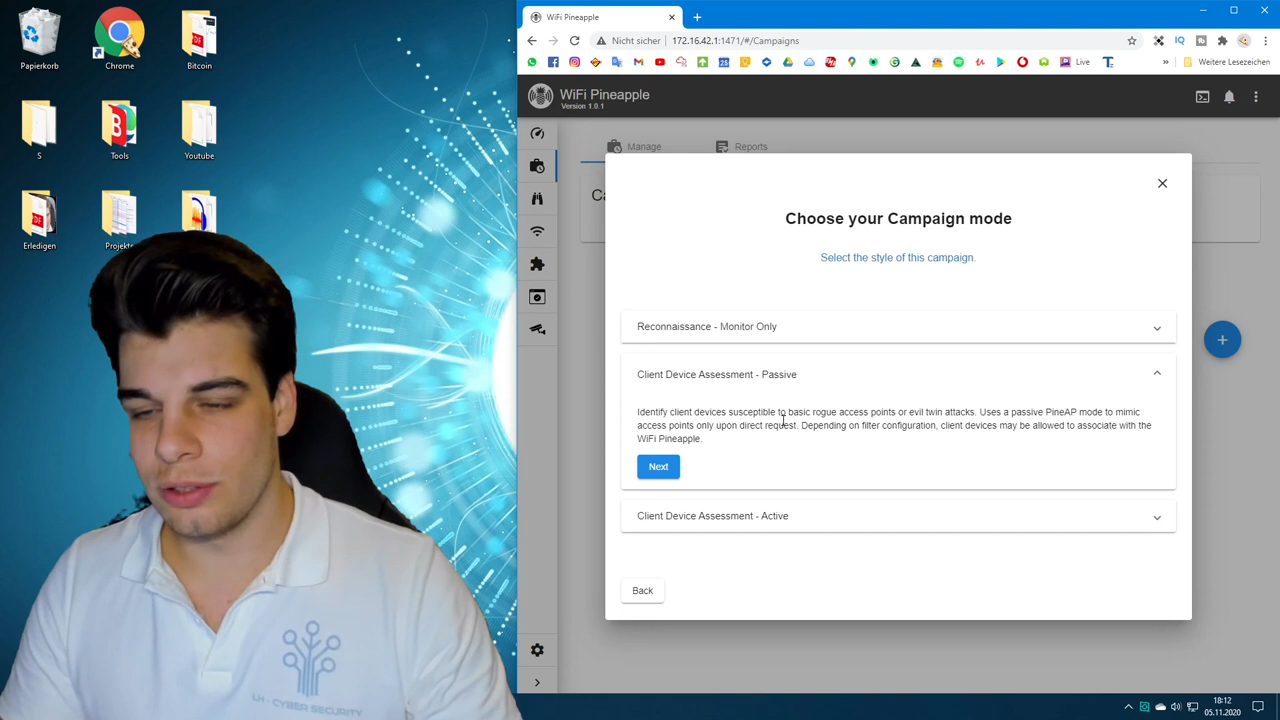 Papierkorb
Chrome
Bitcoin
S
Tools
Youtube
Erledigen
Projekte
WiFi Pineapple
Nicht sicher
172.16.42.1:1471/#/Campaigns
Live
Weitere Lesezeichen
WiFi Pineapple
Version 1.0.1
Manage
Reports
Ca
Choose your Campaign mode
Select the style of this campaign.
Reconnaissance - Monitor Only
Client Device Assessment - Passive
Identify client devices susceptible to basic rogue access points or evil twin attacks. Uses a passive PineAP mode to mimic
access points only upon direct request. Depending on filter configuration, client devices may be allowed to associate with the
WiFi Pineapple.
Next
Client Device Assessment - Active
Back
LH - CYBER SECURITY
18:12
05.11.2020